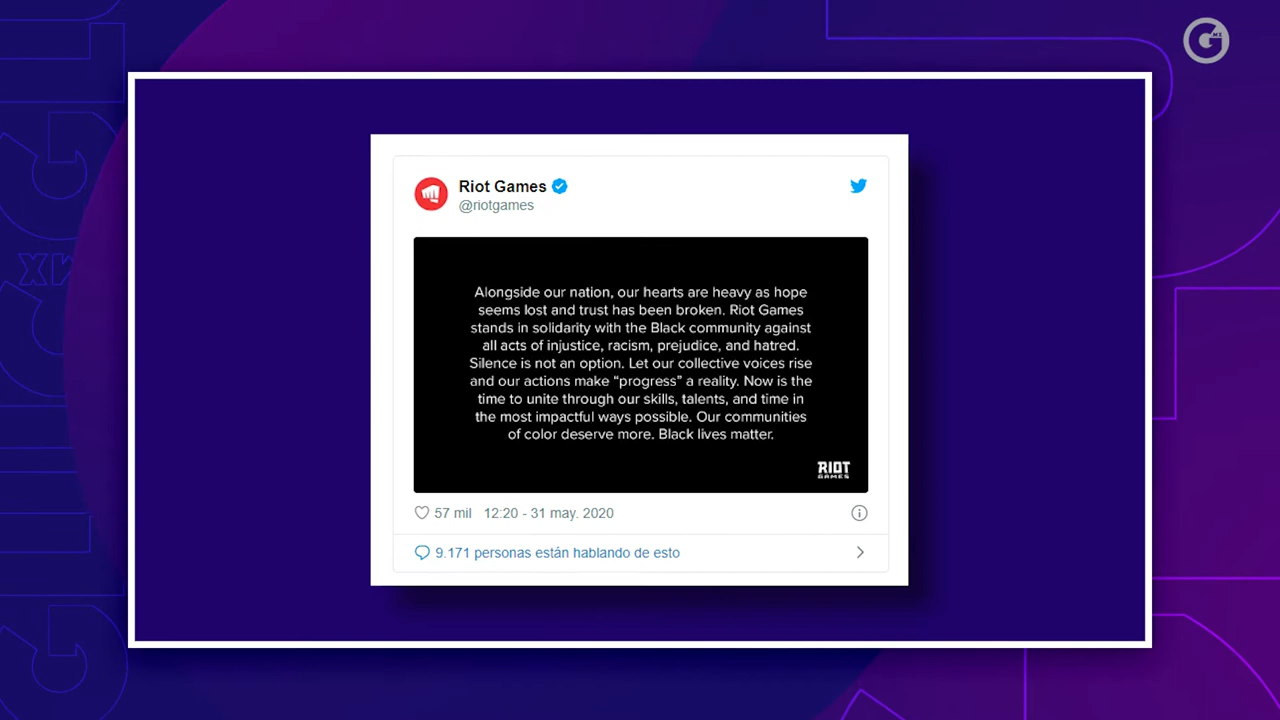 Riot Games
@riotgames
Alongside our nation, our hearts are heavy as hope
seems lost and trust has been broken. Riot Games
stands in solidarity with the Black community against
all acts of injustice, racism, prejudice, and hatred.
Silence is not an option. Let our collective voices rise
and our actions make “progress” a reality. Now is the
time to unite through our skills, talents, and time in
the most impactful ways possible. Our communities
of color deserve more. Black lives matter.
RIOT
GAMES
57 mil 12:20 - 31 may. 2020
9.171 personas están hablando de esto